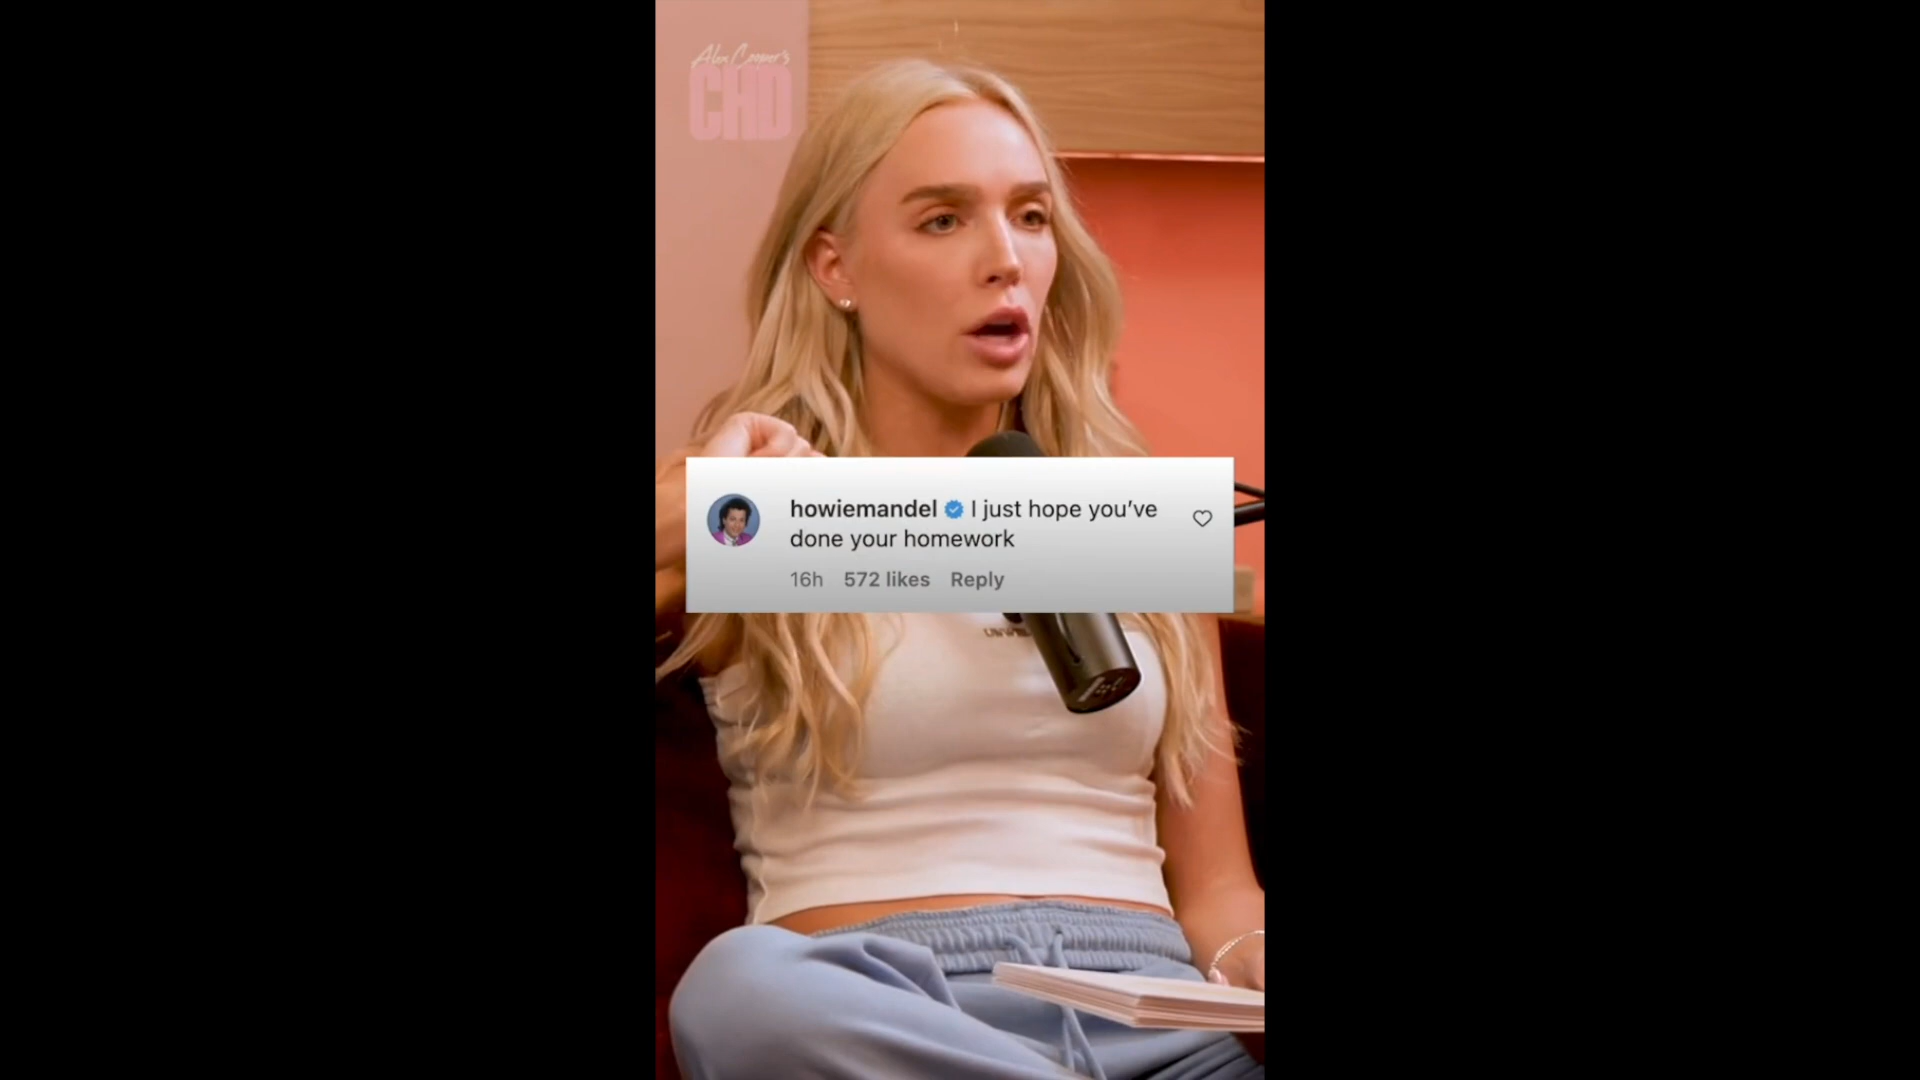 Alex Cooper's
CHD
howiemandel I just hope you've
done your homework
16h 572 likes Reply